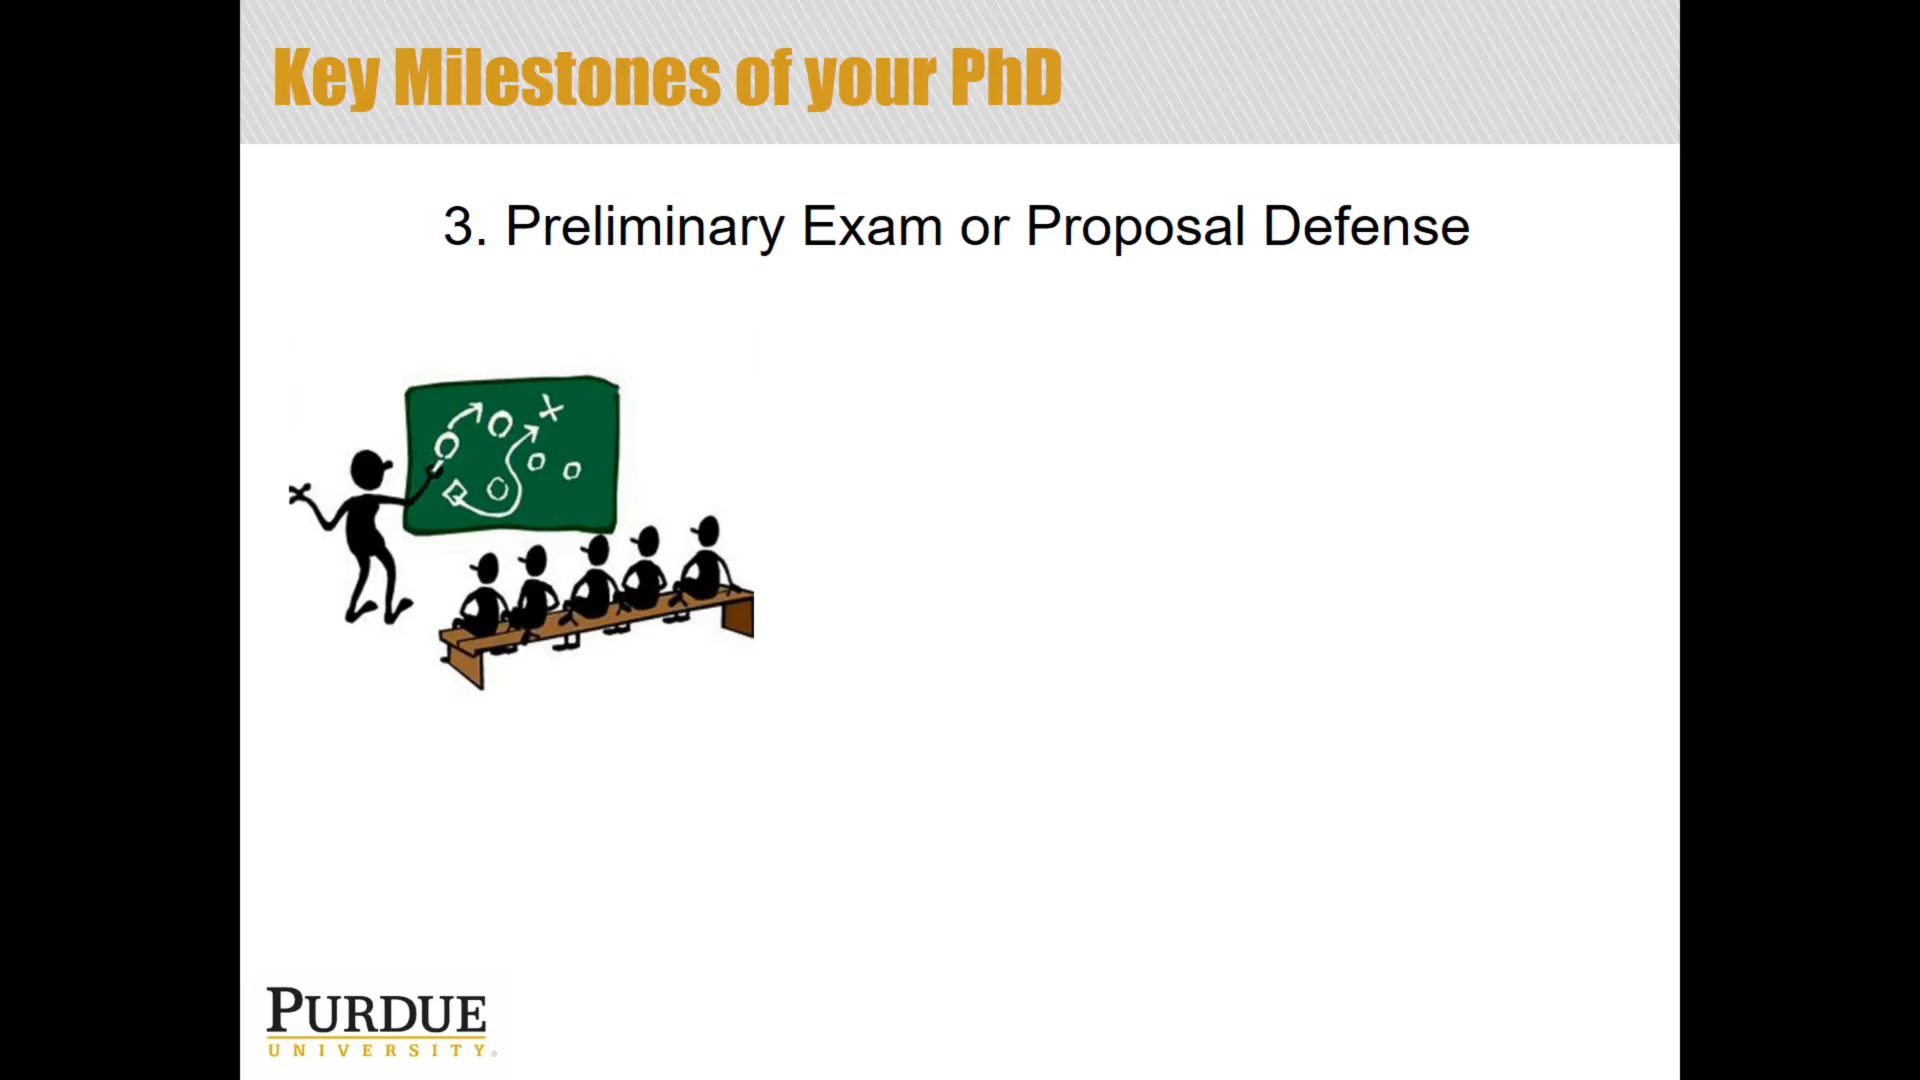 Key Milestones of your PhD
3. Preliminary Exam or Proposal Defense
PURDUE
UNIVERSITY®